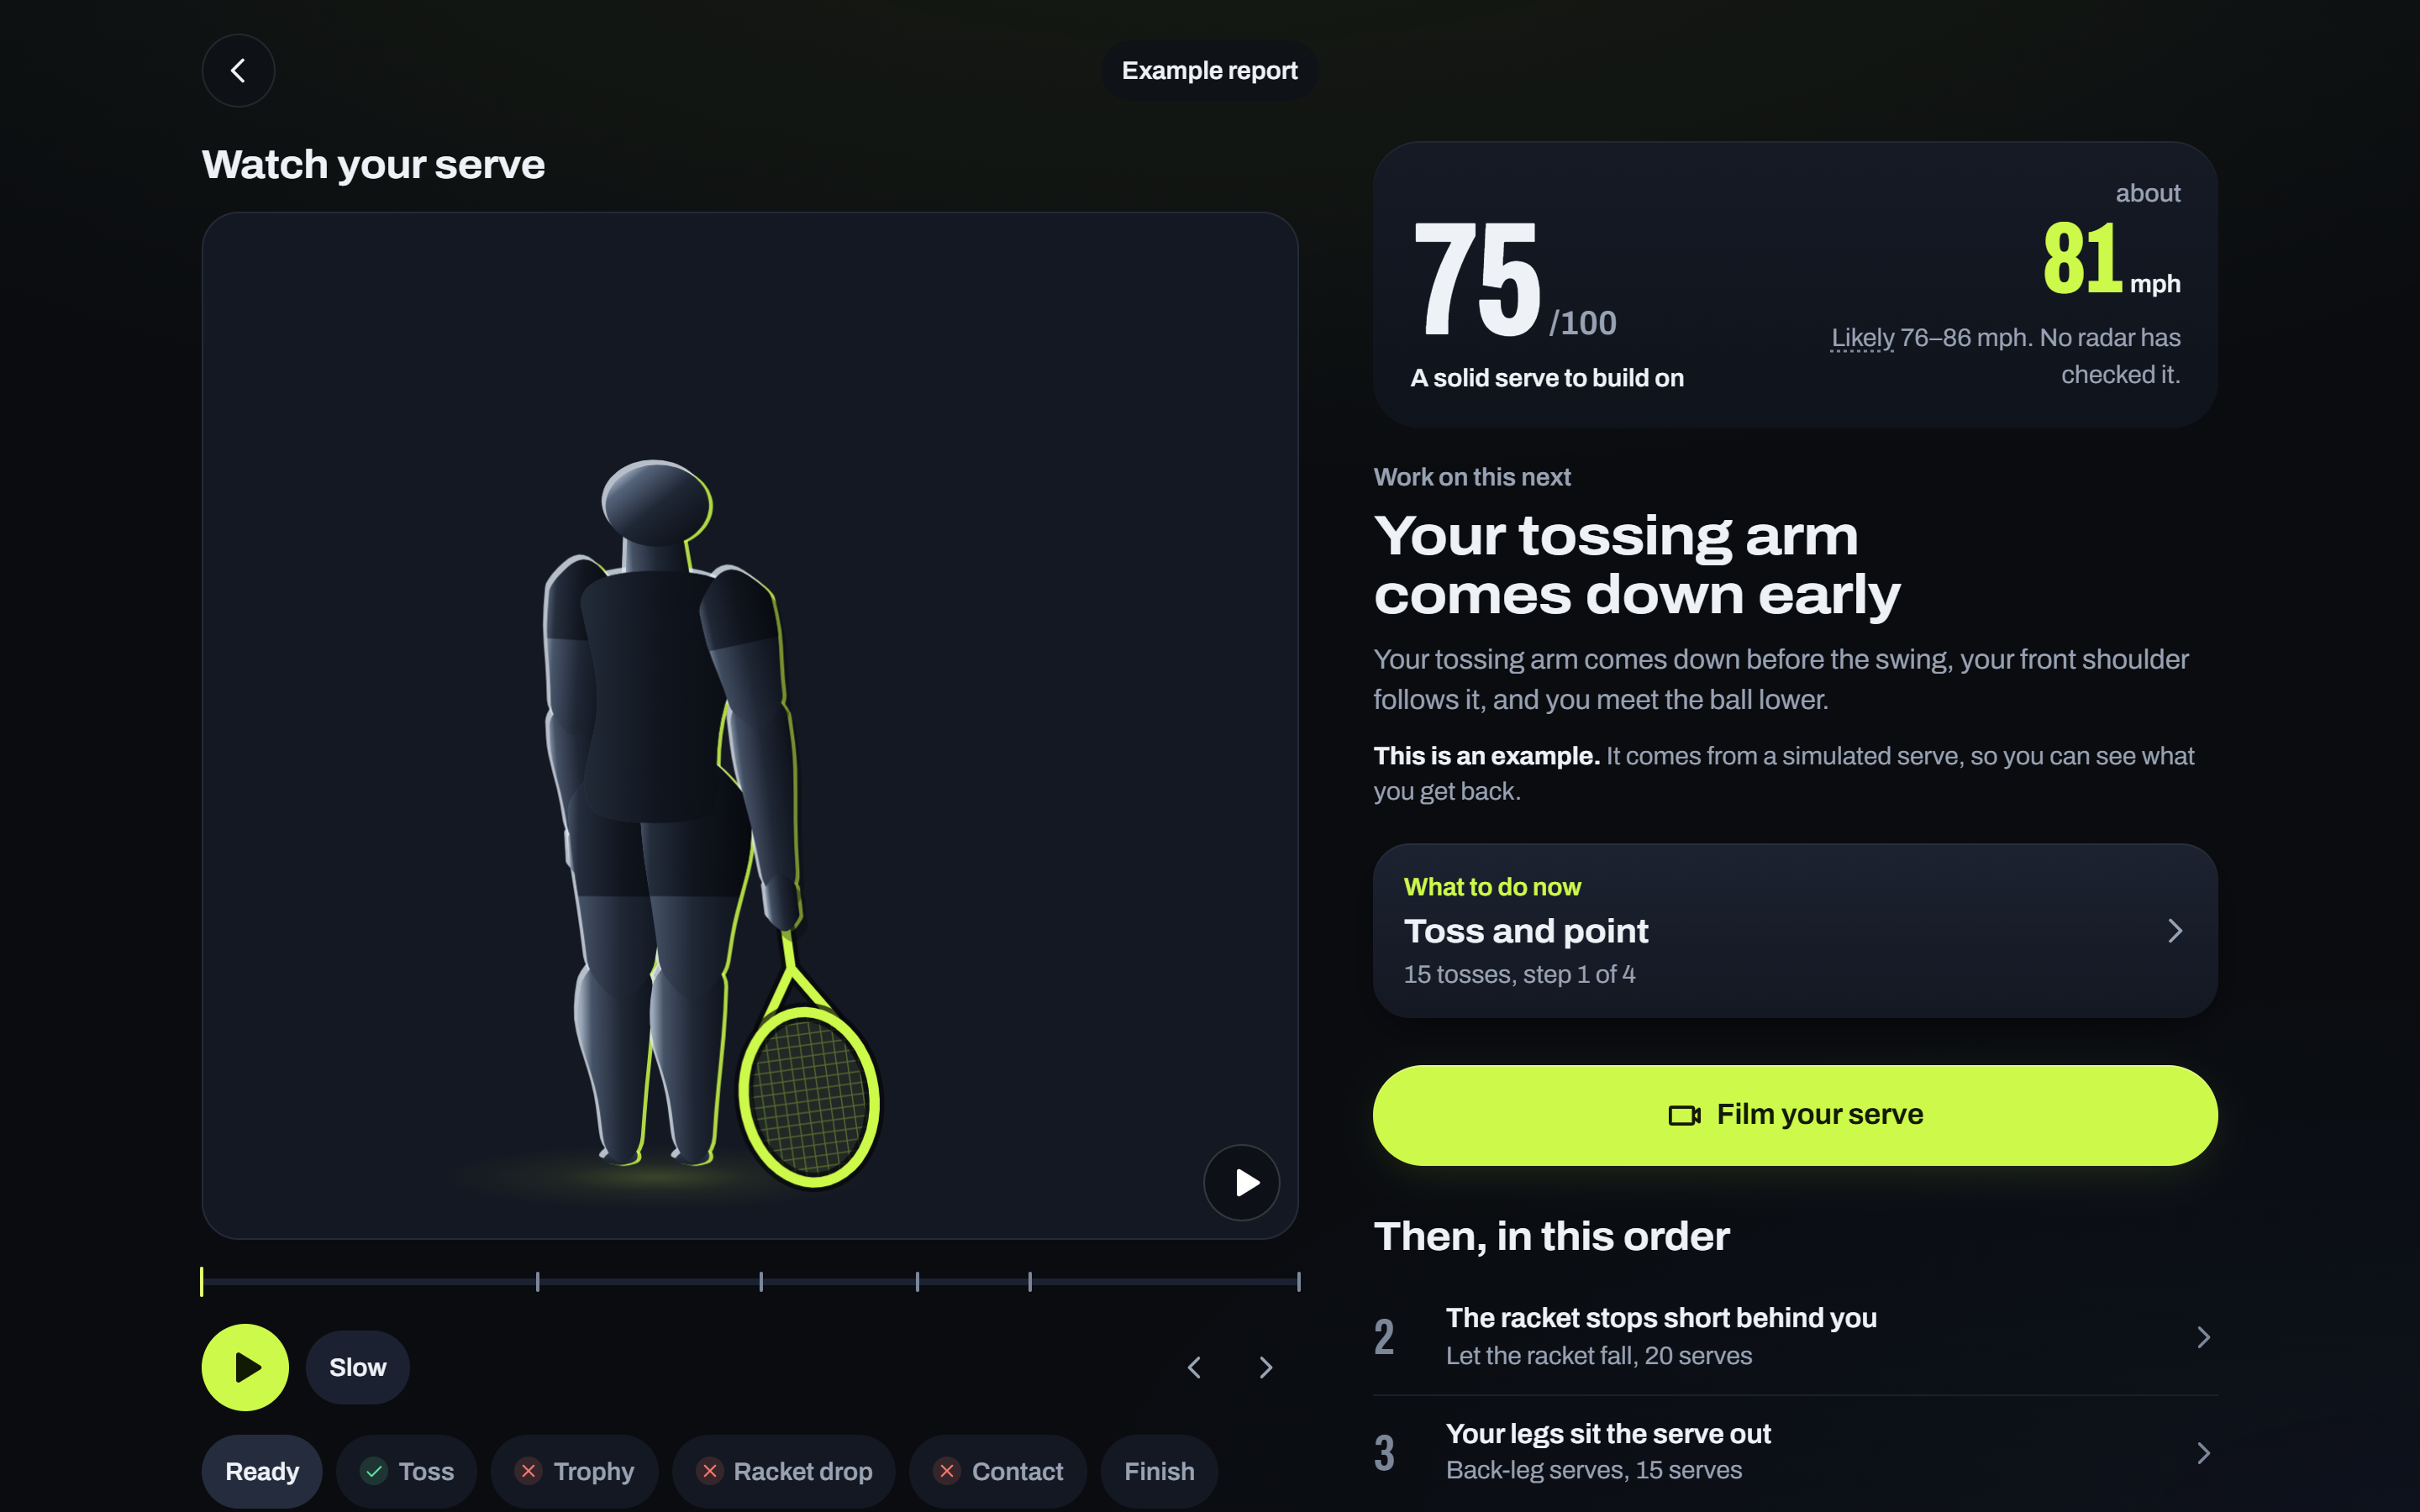 Example report
Watch your serve
75/100
A solid serve to build on
about
81 mph
Likely 76–86 mph. No radar has
checked it.
Work on this next
Your tossing arm
comes down early
Your tossing arm comes down before the swing, your front shoulder
follows it, and you meet the ball lower.
This is an example. It comes from a simulated serve, so you can see what
you get back.
What to do now
Toss and point
15 tosses, step 1 of 4
Film your serve
Then, in this order
2
The racket stops short behind you
Let the racket fall, 20 serves
3
Your legs sit the serve out
Back-leg serves, 15 serves
Slow
Ready
Toss
Trophy
Racket drop
Contact
Finish